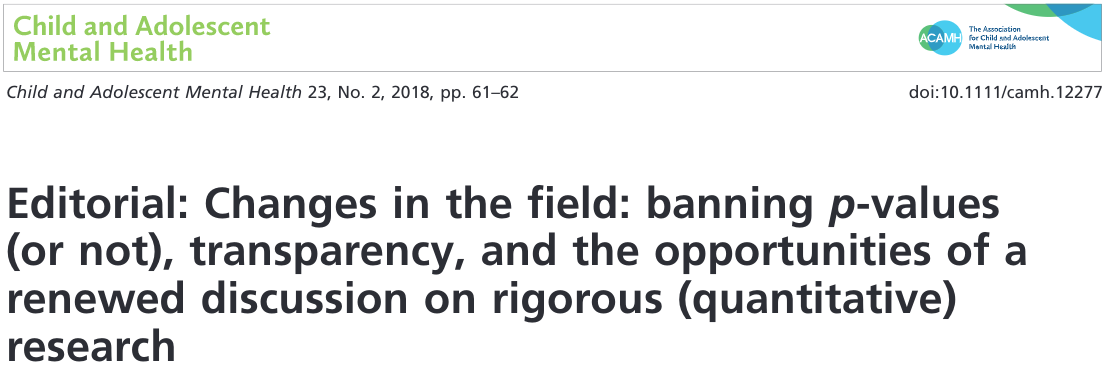 Child and Adolescent
Mental Health
ACAMH
The Association
for Child and Adolescent
Mental Health
Child and Adolescent Mental Health 23, No. 2, 2018, pp. 61–62
doi:10.1111/camh.12277
Editorial: Changes in the field: banning p-values
(or not), transparency, and the opportunities of a
renewed discussion on rigorous (quantitative)
research